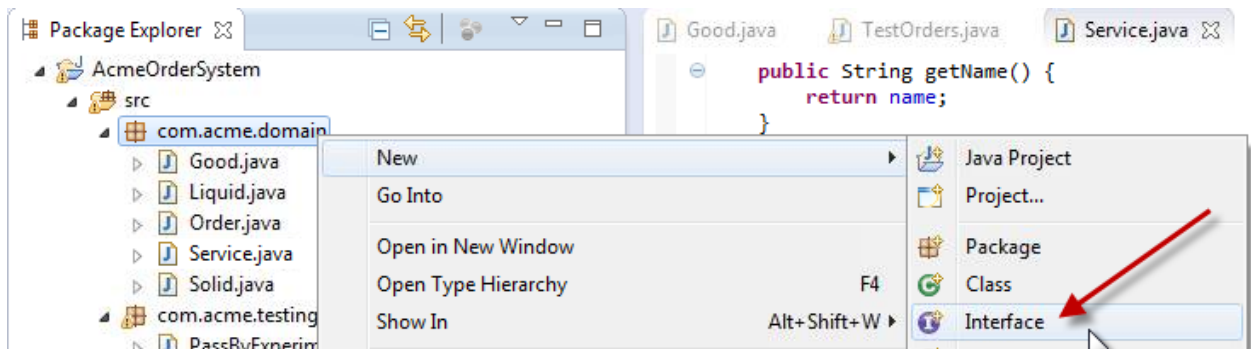 Package Explorer
Good.java
TestOrders.java
Service.java
AcmeOrderSystem
src
com.acme.domain
Good.java
Liquid.java
Order.java
Service.java
Solid.java
com.acme.testing
public String getName() {
return name;
}
New
Go Into
Open in New Window
Open Type Hierarchy F4
Show In Alt+Shift+W
Java Project
Project...
Package
Class
Interface